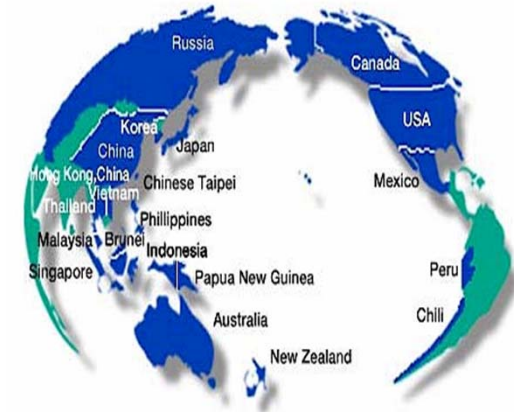 Russia
Canada
USA
Korea
China
Japan
Hong Kong, China
Chinese Taipei
Mexico
Vietnam
Thailand
Phillippines
Malaysia
Brunei
Indonesia
Singapore
Papua New Guinea
Peru
Chili
Australia
New Zealand